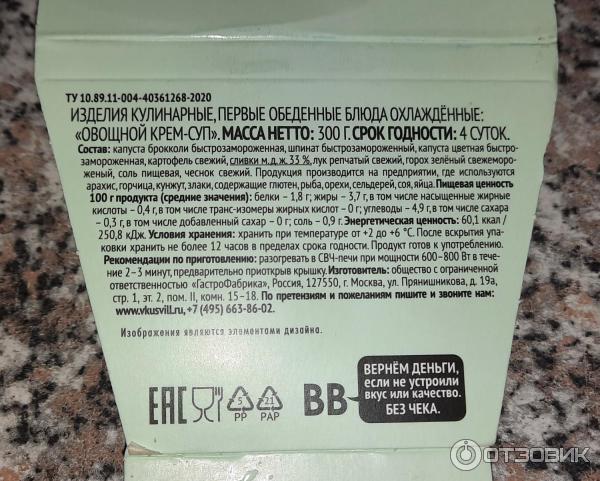 ТУ 10.89.11-004-40361268-2020
ИЗДЕЛИЯ КУЛИНАРНЫЕ, ПЕРВЫЕ ОБЕДЕННЫЕ БЛЮДА ОХЛАЖДЁННЫЕ:
«ОВОЩНОЙ КРЕМ-СУП». МАССА НЕТТО: 300 Г. СРОК ГОДНОСТИ: 4 СУТОК.
Состав: капуста брокколи быстрозамороженная, шпинат быстрозамороженный, капуста цветная быстро-
замороженная, картофель свежий, сливки м.д.ж. 33 %, лук репчатый свежий, горох зелёный свежеморо-
женый, соль пищевая, чеснок свежий. Продукция произведена на предприятии, где используются
арахис, горчица, кунжут, злаки, содержащие глютен, рыба, орехи, сельдерей, соя, яйца. Пищевая ценность
100 г продукта (средние значения): белки – 1,8 г; жиры – 3,7 г, в том числе насыщенные жирные
кислоты – 0,4 г, в том числе транс-изомеры жирных кислот – 0 г; углеводы – 4,9 г, в том числе сахара
– 0,3 г, в том числе добавленный сахар – 0 г; соль – 0,9 г. Энергетическая ценность: 60,1 ккал /
250,8 кДж. Условия хранения: хранить при температуре от +2 до +6 °С. После вскрытия упа-
ковки хранить не более 12 часов в пределах срока годности. Продукт готов к употреблению.
Рекомендации по приготовлению: разогревать в СВЧ-печи при мощности 600–800 Вт в тече-
ние 2–3 минут, предварительно приоткрыв крышку. Изготовитель: общество с ограниченной
ответственностью «ГастроФабрика», Россия, 127550, г. Москва, ул. Прянишникова, д. 19а,
стр. 1, эт. 2, пом. II, комн. 15–18. По претензиям и пожеланиям пишите и звоните нам:
www.vkusvill.ru, +7 (495) 663-86-02.
Изображения являются элементами дизайна.
ВЕРНЁМ ДЕНЬГИ,
если не устроили
вкус или качество.
БЕЗ ЧЕКА.
ЕАС
5
PP
21
PAP
ВВ
ОТЗОВИК